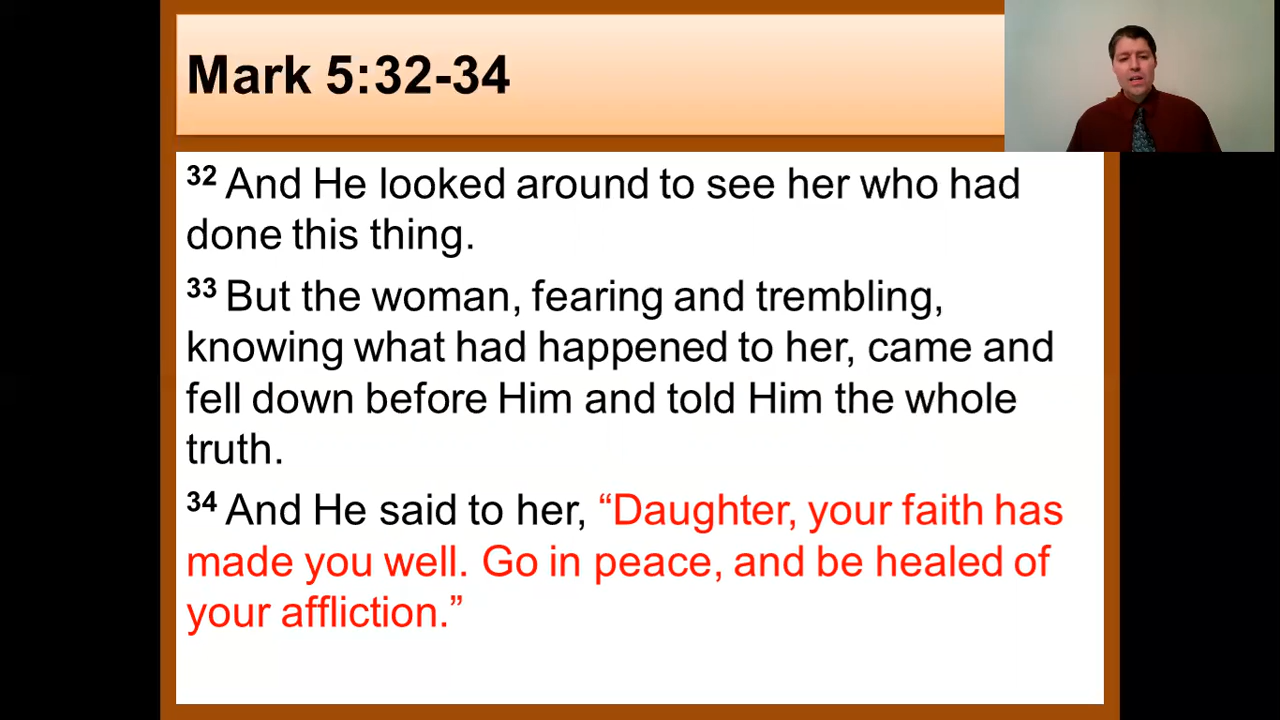 Mark 5:32-34
32 And He looked around to see her who had
done this thing.
33 But the woman, fearing and trembling,
knowing what had happened to her, came and
fell down before Him and told Him the whole
truth.
34 And He said to her, “Daughter, your faith has
made you well. Go in peace, and be healed of
your affliction.”